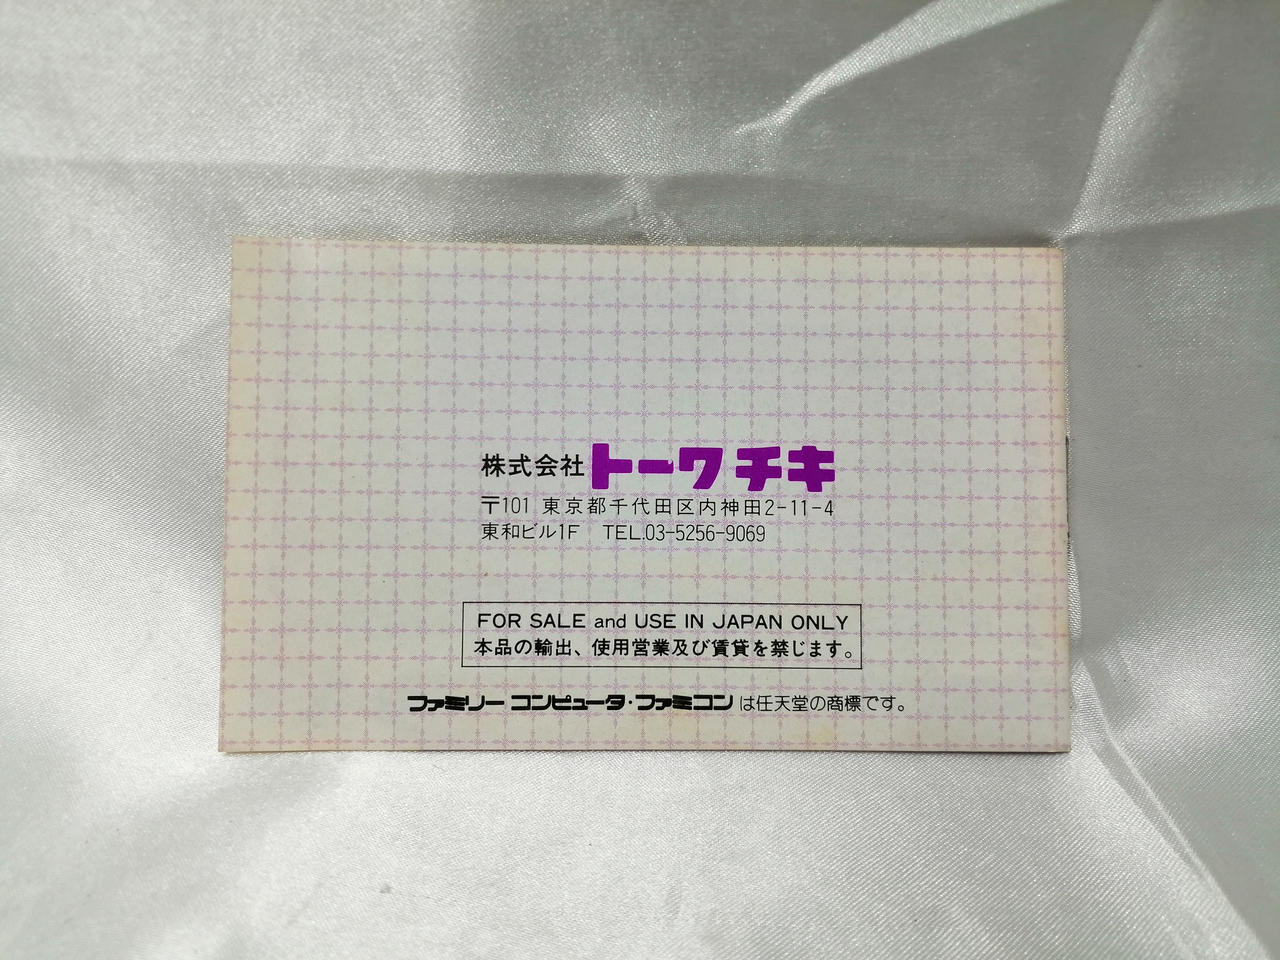 株式会社トーワチキ
〒101 東京都千代田区内神田2-11-4
東和ビル1F TEL.03-5256-9069
FOR SALE and USE IN JAPAN ONLY
本品の輸出、使用営業及び賃貸を禁じます。
ファミリーコンピュータ・ファミコンは任天堂の商標です。